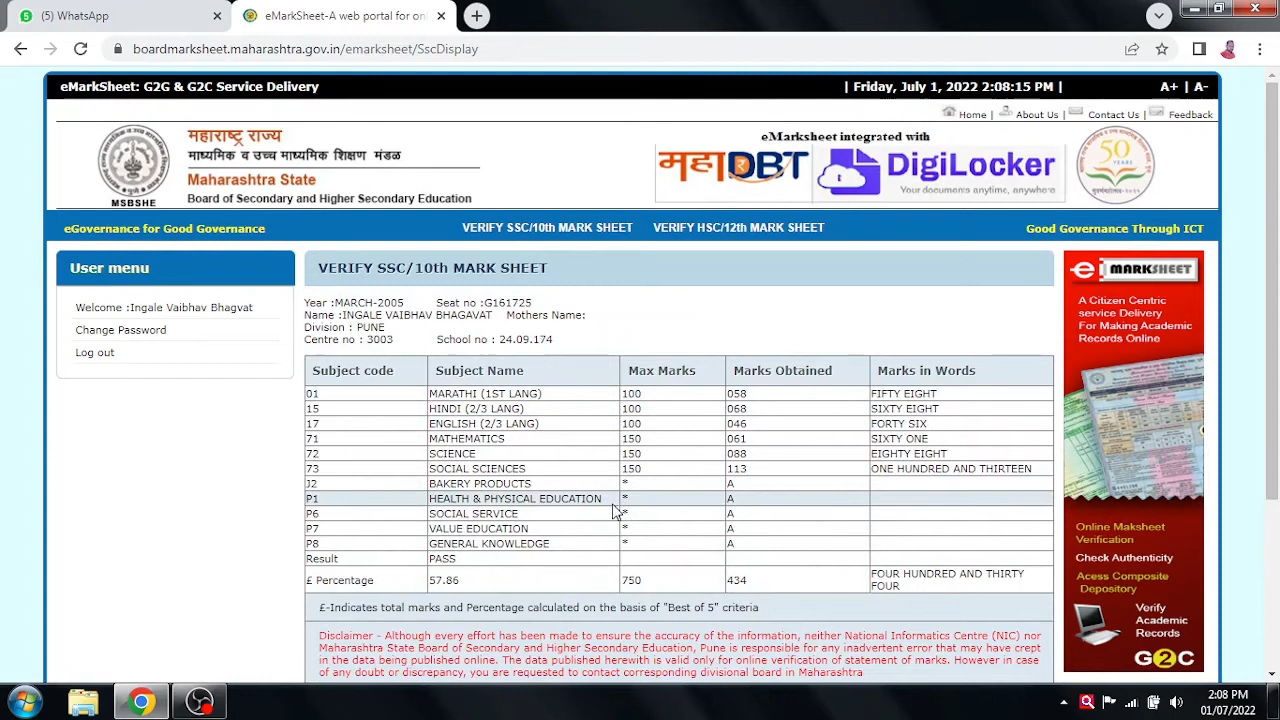 (5) WhatsApp
eMarkSheet-A web portal for onl
boardmarksheet.maharashtra.gov.in/emarksheet/SscDisplay
eMarkSheet: G2G & G2C Service Delivery
| Friday, July 1, 2022 2:08:15 PM |
A+ | A-
Home | About Us | Contact Us | Feedback
महाराष्ट्र राज्य
माध्यमिक व उच्च माध्यमिक शिक्षण मंडळ
Maharashtra State
Board of Secondary and Higher Secondary Education
MSBSHE
eMarksheet integrated with
महाDBT
DigiLocker
Your documents anytime, anywhere
50
YEARS
eGovernance for Good Governance
VERIFY SSC/10th MARK SHEET
VERIFY HSC/12th MARK SHEET
Good Governance Through ICT
User menu
Welcome :Ingale Vaibhav Bhagvat
Change Password
Log out
VERIFY SSC/10th MARK SHEET
Year :MARCH-2005 Seat no :G161725
Name :INGALE VAIBHAV BHAGAVAT Mothers Name:
Division : PUNE
Centre no : 3003 School no : 24.09.174
Subject code Subject Name Max Marks Marks Obtained Marks in Words
01 MARATHI (1ST LANG) 100 058 FIFTY EIGHT
15 HINDI (2/3 LANG) 100 068 SIXTY EIGHT
17 ENGLISH (2/3 LANG) 100 046 FORTY SIX
71 MATHEMATICS 150 061 SIXTY ONE
72 SCIENCE 150 088 EIGHTY EIGHT
73 SOCIAL SCIENCES 150 113 ONE HUNDRED AND THIRTEEN
J2 BAKERY PRODUCTS * A
P1 HEALTH & PHYSICAL EDUCATION * A
P6 SOCIAL SERVICE * A
P7 VALUE EDUCATION * A
P8 GENERAL KNOWLEDGE * A
Result PASS
£ Percentage 57.86 750 434 FOUR HUNDRED AND THIRTY
FOUR
£-Indicates total marks and Percentage calculated on the basis of "Best of 5" criteria
Disclaimer - Although every effort has been made to ensure the accuracy of the information, neither National Informatics Centre (NIC) nor
Maharashtra State Board of Secondary and Higher Secondary Education, Pune is responsible for any inadvertent error that may have crept
in the data being published online. The data published herewith is valid only for online verification of statement of marks. However in case
of any doubt or discrepancy, you are requested to contact corresponding divisional board in Maharashtra
e MARKSHEET
A Citizen Centric
service Delivery
For Making Academic
Records Online
Online Maksheet
Verification
Check Authenticity
Acess Composite
Depository
Verify
Academic
Records
G2C
2:08 PM
01/07/2022